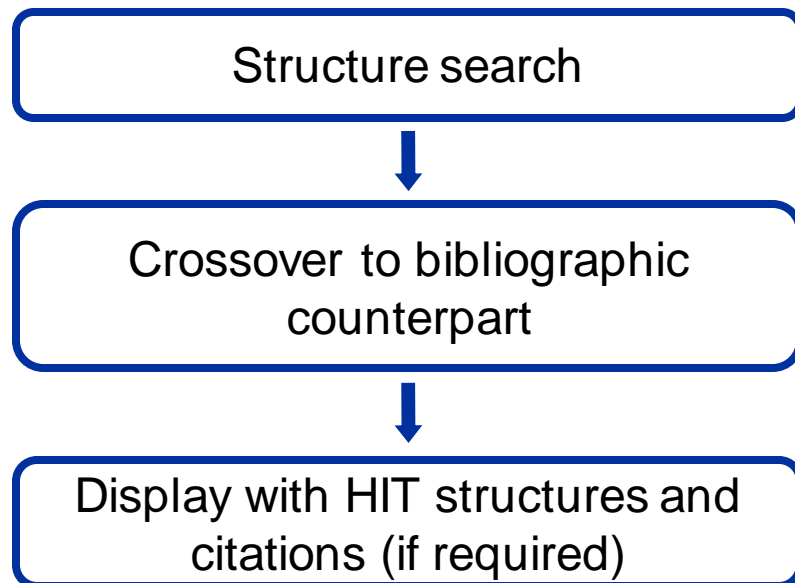 Structure search
Crossover to bibliographic
counterpart
Display with HIT structures and
citations (if required)